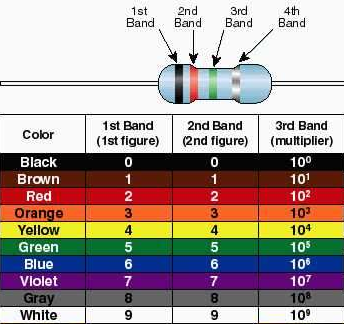 1st 2nd 3rd 4th
Band Band Band Band
Color 1st Band (1st figure) 2nd Band (2nd figure) 3rd Band (multiplier)
Black 0 0 10⁰
Brown 1 1 10¹
Red 2 2 10²
Orange 3 3 10³
Yellow 4 4 10⁴
Green 5 5 10⁵
Blue 6 6 10⁶
Violet 7 7 10⁷
Gray 8 8 10⁸
White 9 9 10⁹